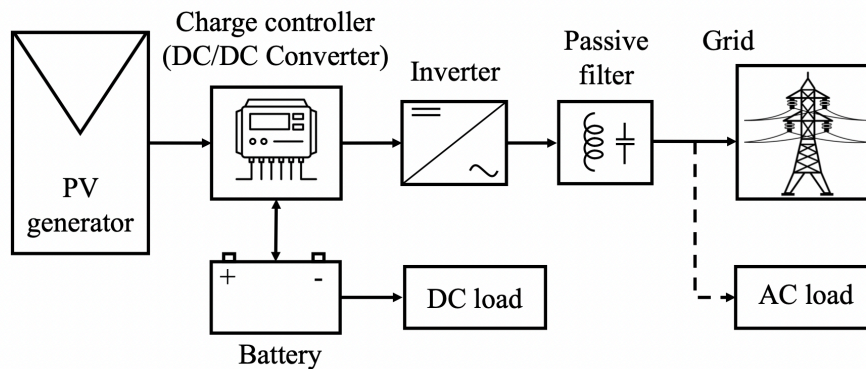 Charge controller
(DC/DC Converter)
Inverter
Passive
filter
Grid
PV
generator
+ -
DC load
AC load
Battery